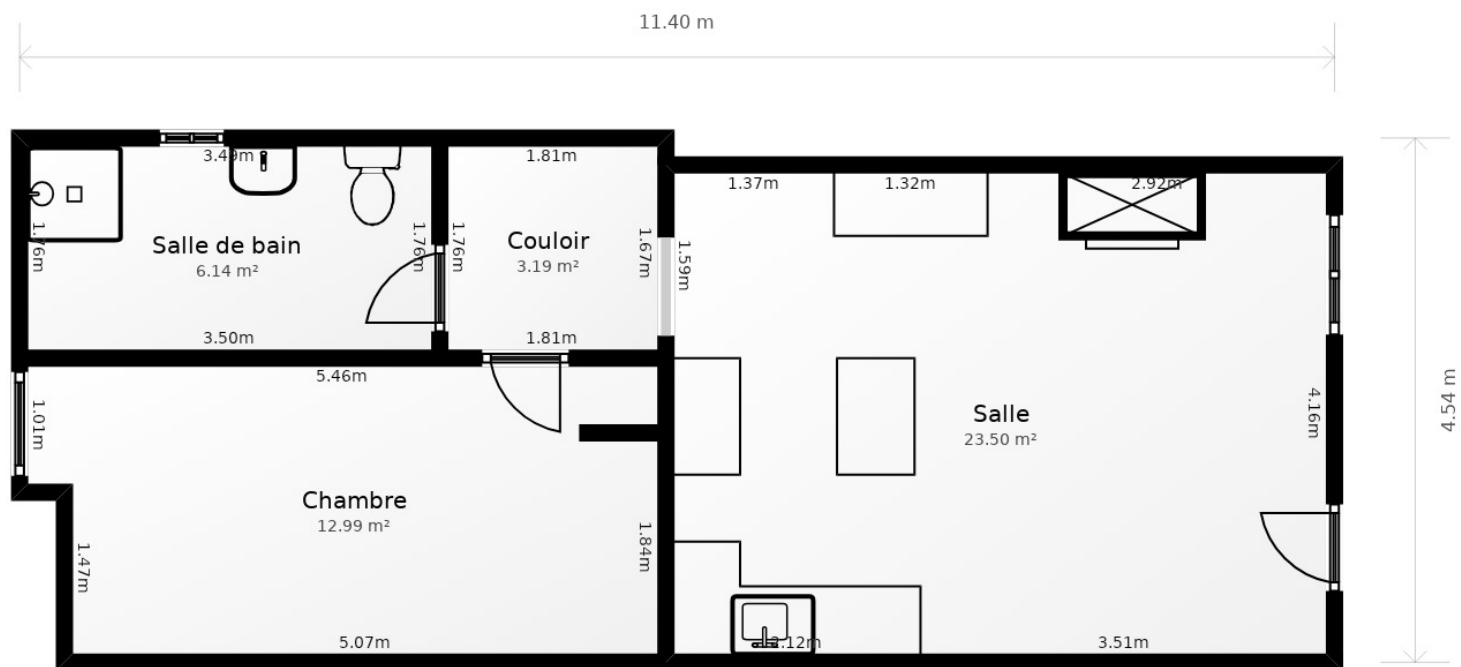 11.40 m
3.49m
1.81m
1.37m
1.32m
2.92m
1.76m
Salle de bain
6.14 m²
1.76m
1.76m
Couloir
3.19 m²
1.67m
1.59m
3.50m
1.81m
5.46m
1.01m
Salle
23.50 m²
4.16m
4.54 m
Chambre
12.99 m²
1.47m
1.84m
5.07m
3.51m